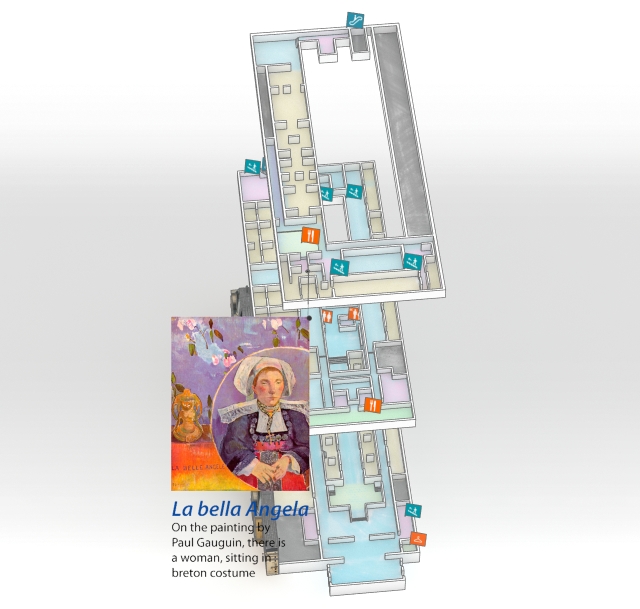 LA BELLE ANGELE
La bella Angela
On the painting by
Paul Gauguin, there is
a woman, sitting in
breton costume